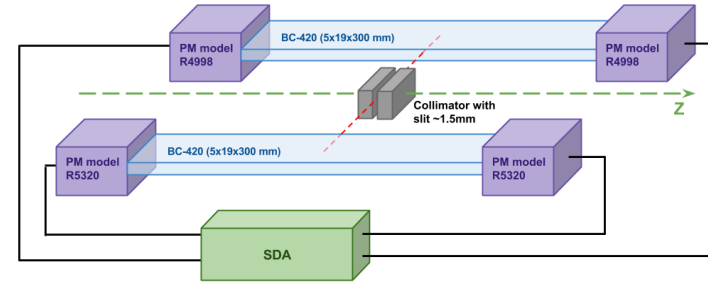 BC-420 (5x19x300 mm)
PM model
R4998
PM model
R4998
Collimator with
slit ~1.5mm
Z
BC-420 (5x19x300 mm)
PM model
R5320
PM model
R5320
SDA